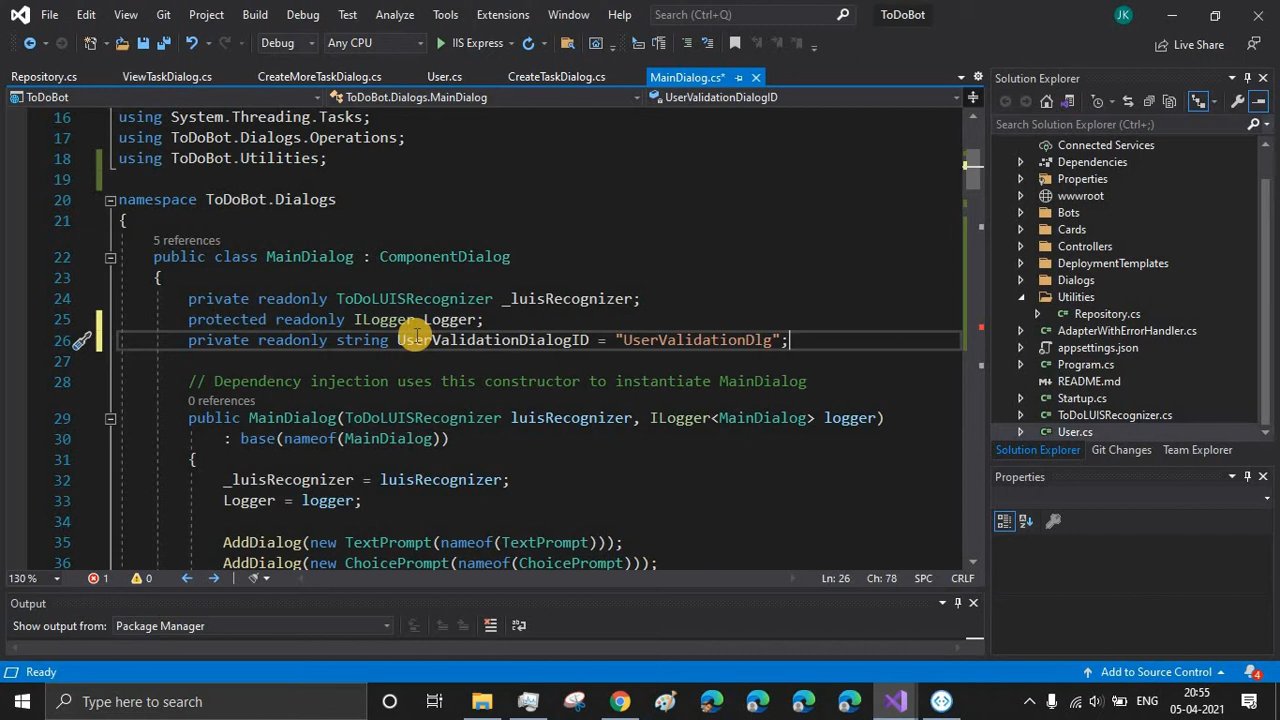 File Edit View Git Project Build Debug Test Analyze Tools Extensions Window Help Search (Ctrl+Q) ToDoBot JK
Debug Any CPU IIS Express Live Share
Repository.cs ViewTaskDialog.cs CreateMoreTaskDialog.cs User.cs CreateTaskDialog.cs MainDialog.cs*
ToDoBot ToDoBot.Dialogs.MainDialog UserValidationDialogID
16 using System.Threading.Tasks;
17 using ToDoBot.Dialogs.Operations;
18 using ToDoBot.Utilities;
19
20 namespace ToDoBot.Dialogs
21 {
5 references
22 public class MainDialog : ComponentDialog
23 {
24 private readonly ToDoLUISRecognizer _luisRecognizer;
25 protected readonly ILogger Logger;
26 private readonly string UserValidationDialogID = "UserValidationDlg";
27
28 // Dependency injection uses this constructor to instantiate MainDialog
0 references
29 public MainDialog(ToDoLUISRecognizer luisRecognizer, ILogger<MainDialog> logger)
30 : base(nameof(MainDialog))
31 {
32 _luisRecognizer = luisRecognizer;
33 Logger = logger;
34
35 AddDialog(new TextPrompt(nameof(TextPrompt)));
36 AddDialog(new ChoicePrompt(nameof(ChoicePrompt)));
130 % 1 0 Ln: 26 Ch: 78 SPC CRLF
Output
Show output from: Package Manager
Solution Explorer
Search Solution Explorer (Ctrl+;)
Connected Services
Dependencies
Properties
wwwroot
Bots
Cards
Controllers
DeploymentTemplates
Dialogs
Utilities
Repository.cs
AdapterWithErrorHandler.cs
appsettings.json
Program.cs
README.md
Startup.cs
ToDoLUISRecognizer.cs
User.cs
Solution Explorer Git Changes Team Explorer
Properties
Ready Add to Source Control 4
Type here to search ENG 20:55
05-04-2021